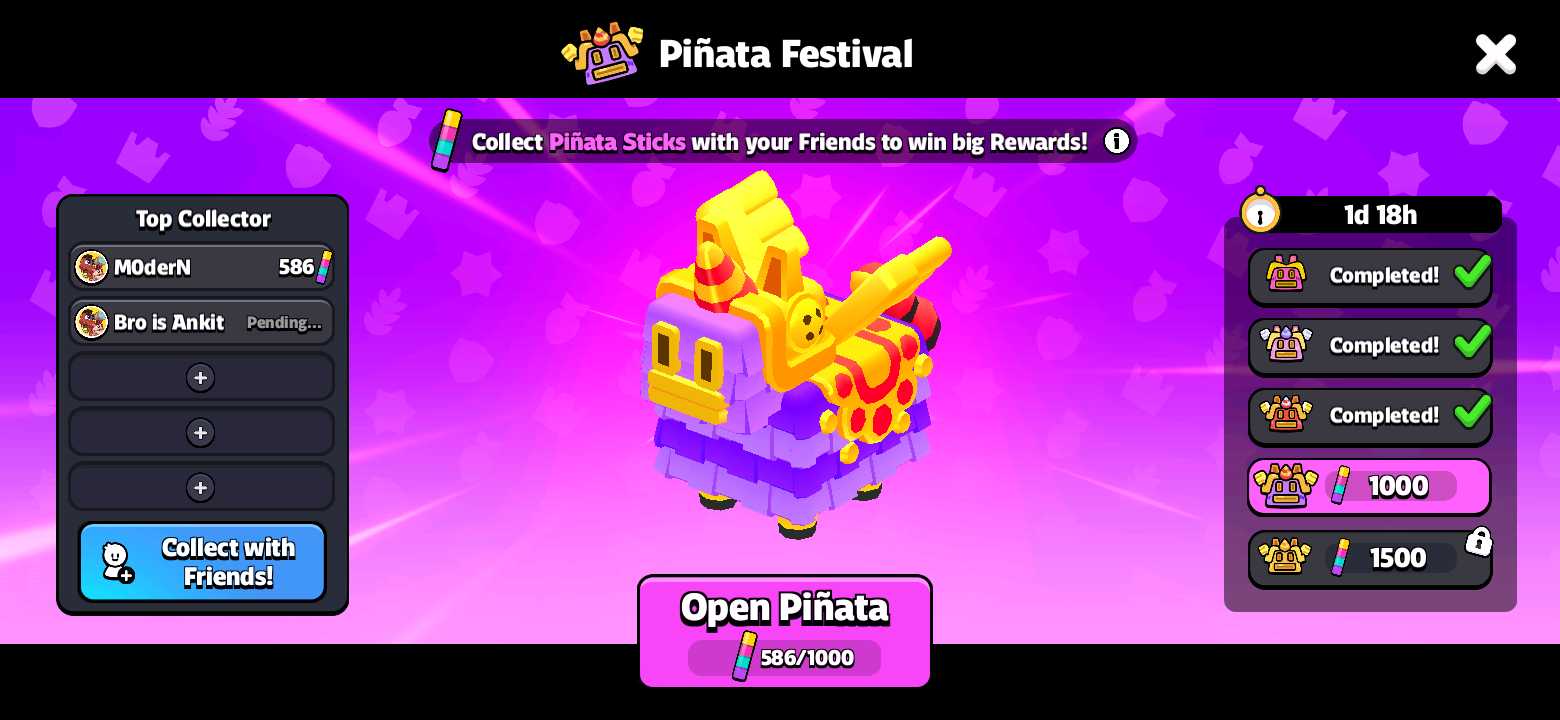 Piñata Festival
Collect Piñata Sticks with your Friends to win big Rewards!
Top Collector
M0derN 586
Bro is Ankit Pending...
Collect with
Friends!
Open Piñata
586/1000
1d 18h
Completed!
Completed!
Completed!
1000
1500